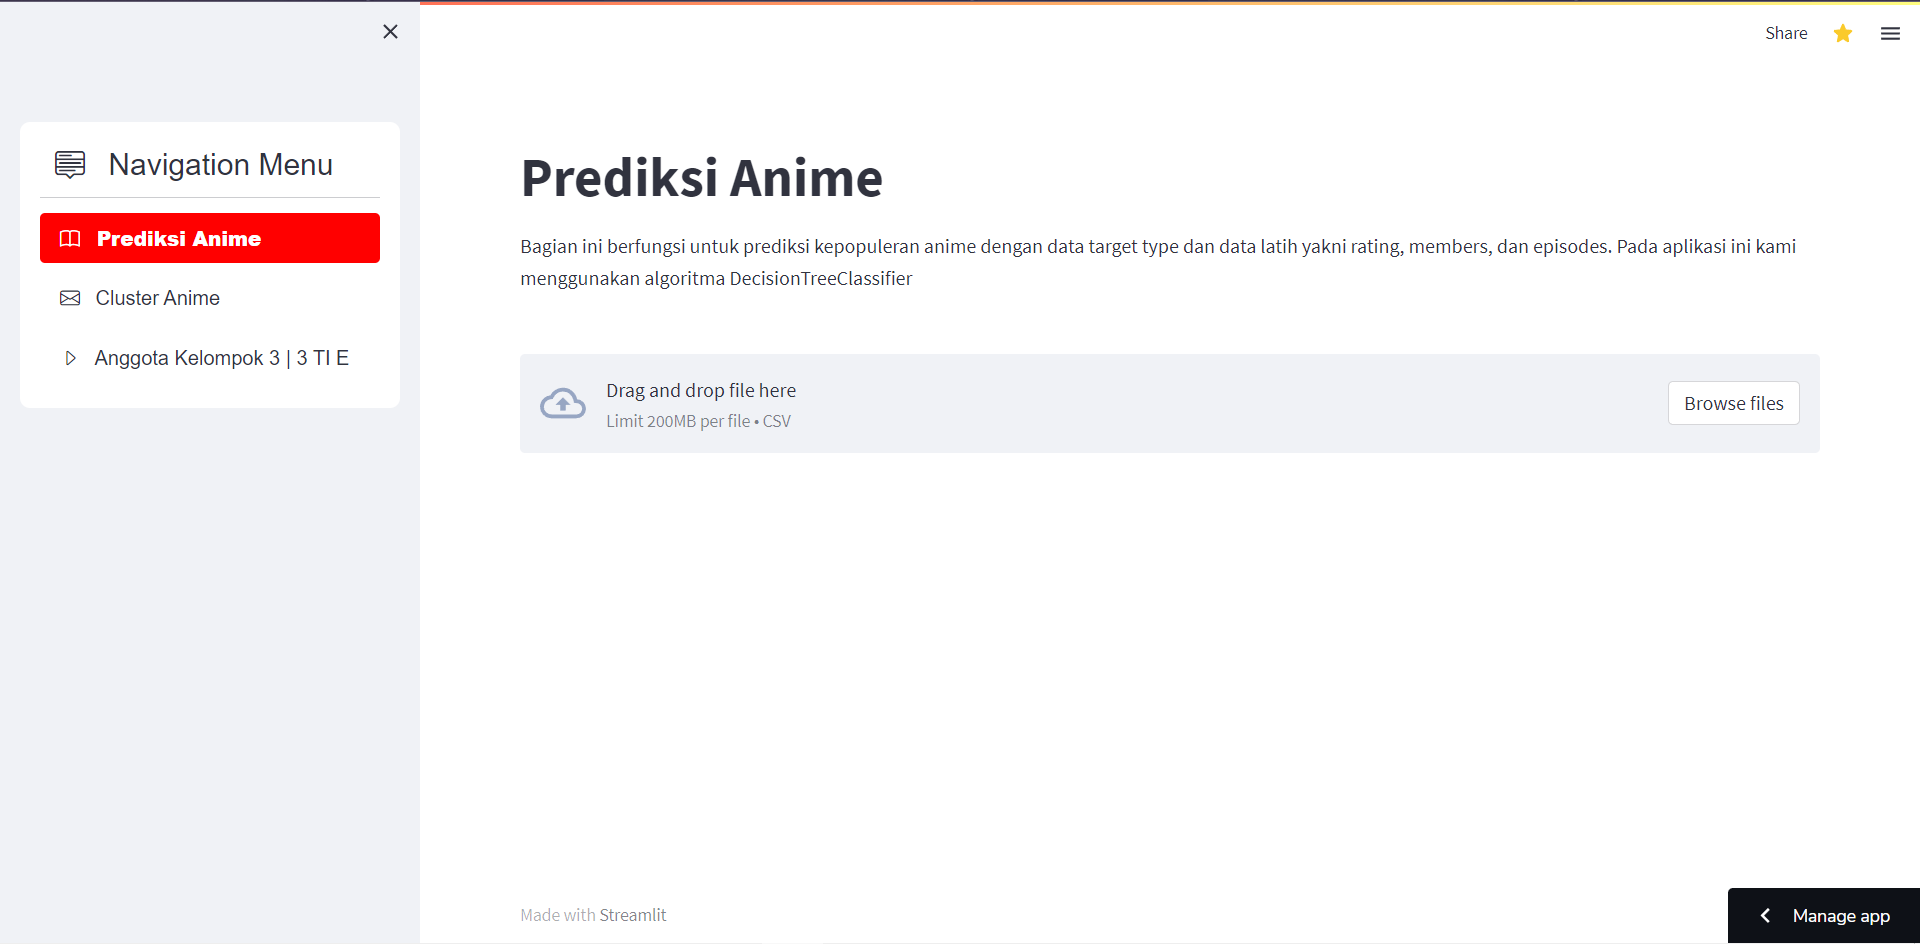 Share
Navigation Menu
Prediksi Anime
Cluster Anime
Anggota Kelompok 3 | 3 TI E
Prediksi Anime
Bagian ini berfungsi untuk prediksi kepopuleran anime dengan data target type dan data latih yakni rating, members, dan episodes. Pada aplikasi ini kami
menggunakan algoritma DecisionTreeClassifier
Drag and drop file here
Limit 200MB per file • CSV
Browse files
Made with Streamlit
Manage app